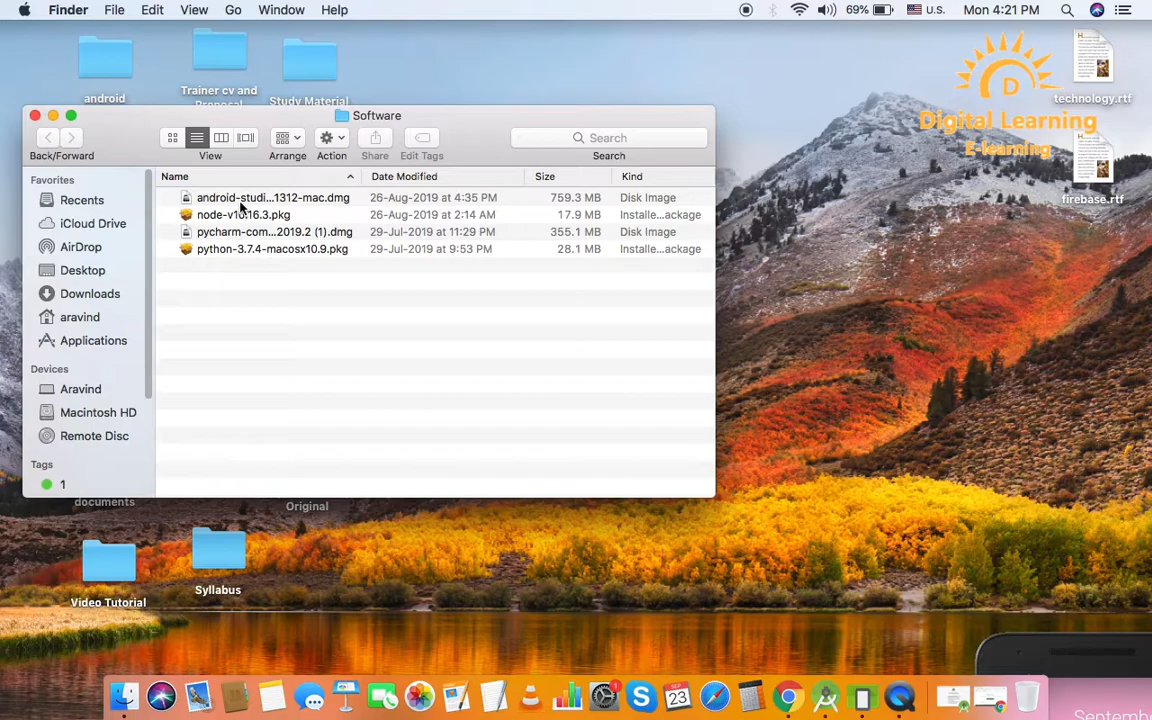 Finder File Edit View Go Window Help 69% U.S. Mon 4:21 PM
android
Trainer cv and
Proposal
Study Material
technology.rtf
D
Digital Learning
E-learning
firebase.rtf
Software
Search
Back/Forward View Arrange Action Share Edit Tags Search
Favorites
Recents
iCloud Drive
AirDrop
Desktop
Downloads
aravind
Applications
Devices
Aravind
Macintosh HD
Remote Disc
Tags
1
Name Date Modified Size Kind
android-studi...1312-mac.dmg 26-Aug-2019 at 4:35 PM 759.3 MB Disk Image
node-v10.16.3.pkg 26-Aug-2019 at 2:14 AM 17.9 MB Installe...ackage
pycharm-com...2019.2 (1).dmg 29-Jul-2019 at 11:29 PM 355.1 MB Disk Image
python-3.7.4-macosx10.9.pkg 29-Jul-2019 at 9:53 PM 28.1 MB Installe...ackage
documents
Original
Syllabus
Video Tutorial
SEP
23
1